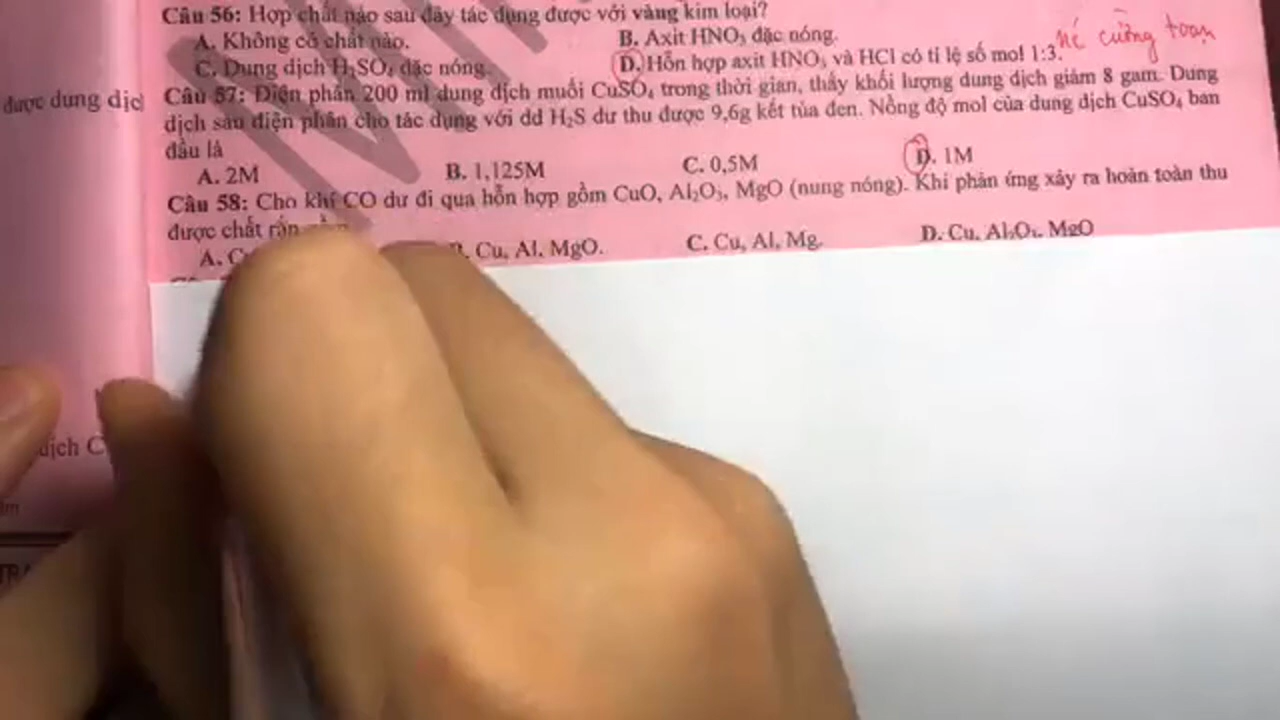 Câu 56: Hợp chất nào sau đây tác dụng được với vàng kim loại?
A. Không có chất nào. B. Axit HNO₃ đặc nóng.
C. Dung dịch H₂SO₄ đặc nóng. D. Hỗn hợp axit HNO₃ và HCl có tỉ lệ số mol 1:3. cường toan
được dung dịc
Câu 57: Điện phân 200 ml dung dịch muối CuSO₄ trong thời gian, thấy khối lượng dung dịch giảm 8 gam. Dung
dịch sau điện phân cho tác dụng với dd H₂S dư thu được 9,6g kết tủa đen. Nồng độ mol của dung dịch CuSO₄ ban
đầu là
A. 2M B. 1,125M C. 0,5M D. 1M
Câu 58: Cho khí CO dư đi qua hỗn hợp gồm CuO, Al₂O₃, MgO (nung nóng). Khi phản ứng xảy ra hoàn toàn thu
được chất rắn
A. C Cu, Al, MgO. C. Cu, Al, Mg. D. Cu, Al₂O₃, MgO
dịch C